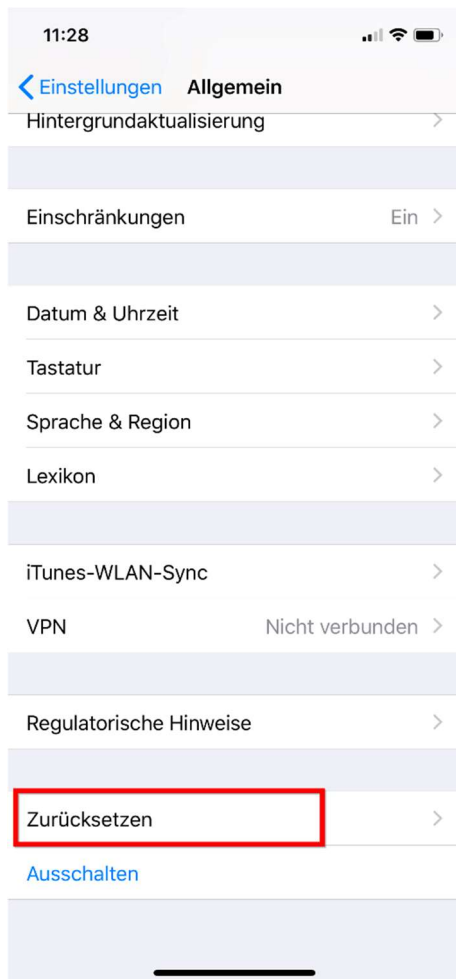 11:28
Einstellungen Allgemein
Hintergrundaktualisierung
Einschränkungen Ein
Datum & Uhrzeit
Tastatur
Sprache & Region
Lexikon
iTunes-WLAN-Sync
VPN Nicht verbunden
Regulatorische Hinweise
Zurücksetzen
Ausschalten